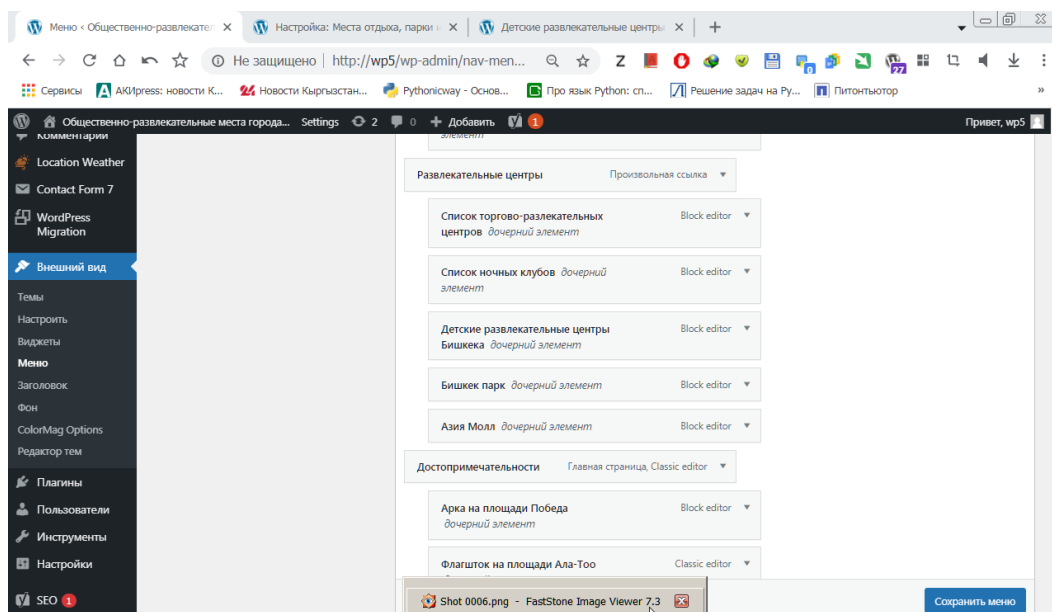 Меню ‹ Общественно-развлекател
Настройка: Места отдыха, парки
Детские развлекательные центры
Не защищено | http://wp5/wp-admin/nav-men...
Z
0
27
Сервисы
АКИpress: новости К...
Новости Кыргызстан...
Pythonicway - Основ...
Про язык Python: сп...
Решение задач на Ру...
Питонтьютор
»
Общественно-развлекательные места города...
Settings
2
0
Добавить
1
Привет, wp5
Комментарии
Location Weather
Contact Form 7
WordPress
Migration
Внешний вид
Темы
Настроить
Виджеты
Меню
Заголовок
Фон
ColorMag Options
Редактор тем
Плагины
Пользователи
Инструменты
Настройки
SEO 1
элемент
Развлекательные центры Произвольная ссылка
Список торгово-разлекательных Block editor
центров дочерний элемент
Список ночных клубов дочерний Block editor
элемент
Детские развлекательные центры Block editor
Бишкека дочерний элемент
Бишкек парк дочерний элемент Block editor
Азия Молл дочерний элемент Block editor
Достопримечательности Главная страница, Classic editor
Арка на площади Победа Block editor
дочерний элемент
Флагшток на площади Ала-Тоо Classic editor
Shot 0006.png - FastStone Image Viewer 7.3
Сохранить меню